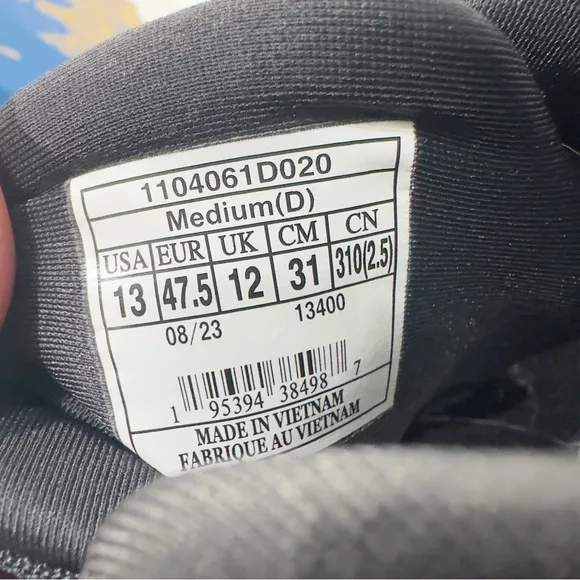 1104061D020
Medium(D)
USA EUR UK CM CN
13 47.5 12 31 310(2.5)
08/23 13400
1 95394 38498 7
MADE IN VIETNAM
FABRIQUE AU VIETNAM